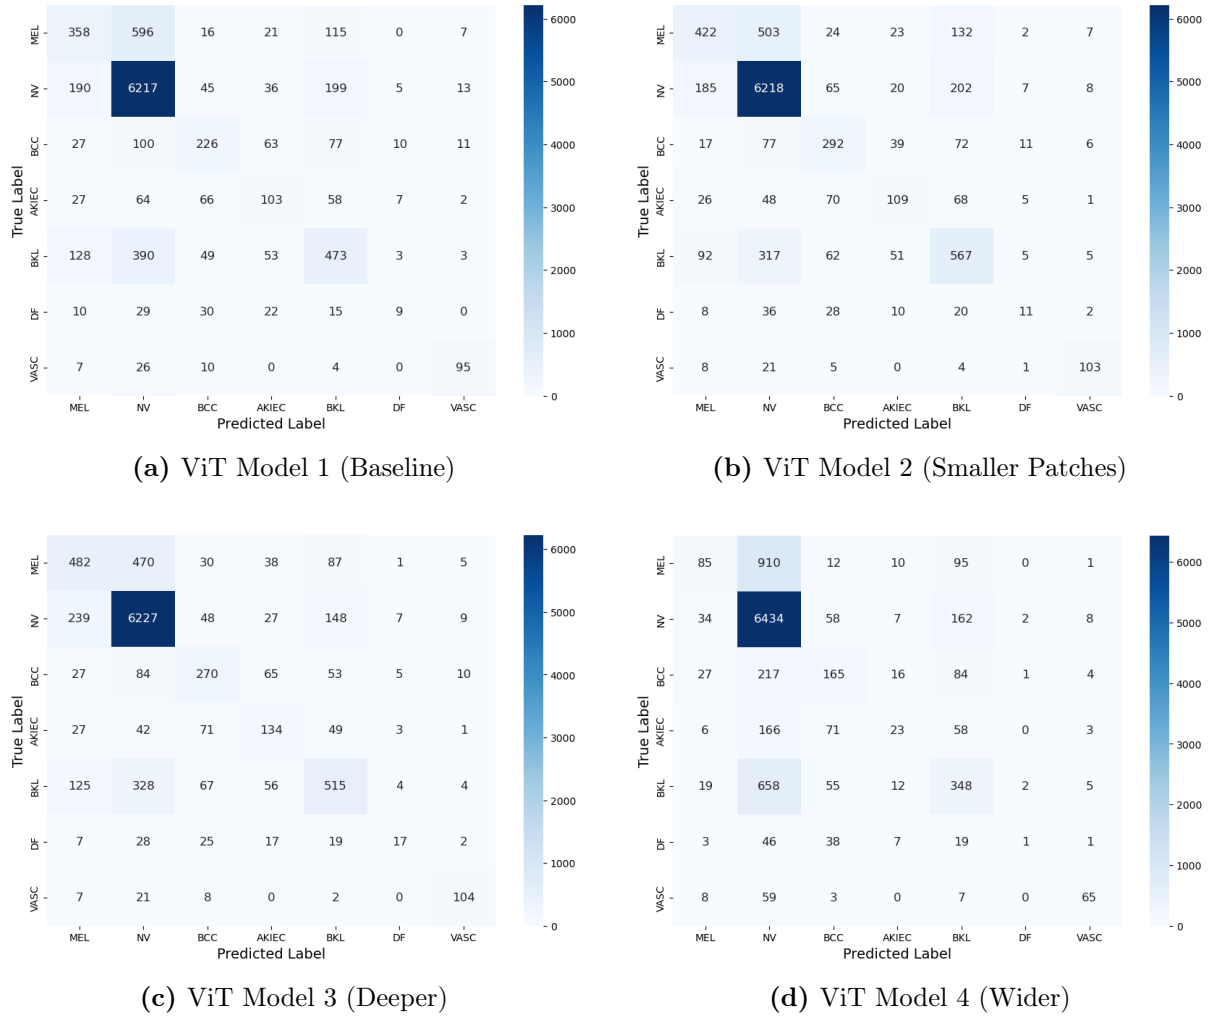 MEL 358 596 16 21 115 0 7
NV 190 6217 45 36 199 5 13
BCC 27 100 226 63 77 10 11
AKIEC 27 64 66 103 58 7 2
BKL 128 390 49 53 473 3 3
DF 10 29 30 22 15 9 0
VASC 7 26 10 0 4 0 95
MEL NV BCC AKIEC BKL DF VASC
Predicted Label
True Label
6000
5000
4000
3000
2000
1000
0
(a) ViT Model 1 (Baseline)
MEL 422 503 24 23 132 2 7
NV 185 6218 65 20 202 7 8
BCC 17 77 292 39 72 11 6
AKIEC 26 48 70 109 68 5 1
BKL 92 317 62 51 567 5 5
DF 8 36 28 10 20 11 2
VASC 8 21 5 0 4 1 103
MEL NV BCC AKIEC BKL DF VASC
Predicted Label
True Label
6000
5000
4000
3000
2000
1000
0
(b) ViT Model 2 (Smaller Patches)
MEL 482 470 30 38 87 1 5
NV 239 6227 48 27 148 7 9
BCC 27 84 270 65 53 5 10
AKIEC 27 42 71 134 49 3 1
BKL 125 328 67 56 515 4 4
DF 7 28 25 17 19 17 2
VASC 7 21 8 0 2 0 104
MEL NV BCC AKIEC BKL DF VASC
Predicted Label
True Label
6000
5000
4000
3000
2000
1000
0
(c) ViT Model 3 (Deeper)
MEL 85 910 12 10 95 0 1
NV 34 6434 58 7 162 2 8
BCC 27 217 165 16 84 1 4
AKIEC 6 166 71 23 58 0 3
BKL 19 658 55 12 348 2 5
DF 3 46 38 7 19 1 1
VASC 8 59 3 0 7 0 65
MEL NV BCC AKIEC BKL DF VASC
Predicted Label
True Label
6000
5000
4000
3000
2000
1000
0
(d) ViT Model 4 (Wider)